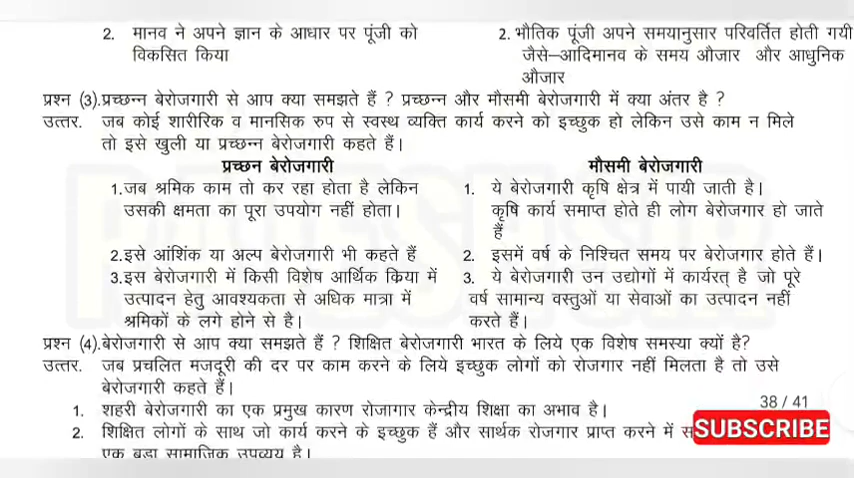 2. मानव ने अपने ज्ञान के आधार पर पूंजी को
विकसित किया
2. भौतिक पूंजी अपने समयानुसार परिवर्तित होती गयी
जैसे–आदिमानव के समय औजार और आधुनिक
औजार
प्रश्न (3).प्रच्छन्न बेरोजगारी से आप क्या समझते हैं ? प्रच्छन्न और मौसमी बेरोजगारी में क्या अंतर है ?
उत्तर. जब कोई शारीरिक व मानसिक रुप से स्वस्थ व्यक्ति कार्य करने को इच्छुक हो लेकिन उसे काम न मिले
तो इसे खुली या प्रच्छन्न बेरोजगारी कहते हैं।
प्रच्छन बेरोजगारी
1.जब श्रमिक काम तो कर रहा होता है लेकिन
उसकी क्षमता का पूरा उपयोग नहीं होता।
2.इसे आंशिंक या अल्प बेरोजगारी भी कहते हैं
3.इस बेरोजगारी में किसी विशेष आर्थिक क्रिया में
उत्पादन हेतु आवश्यकता से अधिक मात्रा में
श्रमिकों के लगे होने से है।
मौसमी बेरोजगारी
1. ये बेरोजगारी कृषि क्षेत्र में पायी जाती है।
कृषि कार्य समाप्त होते ही लोग बेरोजगार हो जाते
हैं
2. इसमें वर्ष के निश्चित समय पर बेरोजगार होते हैं।
3. ये बेरोजगारी उन उद्योगों में कार्यरत् है जो पूरे
वर्ष सामान्य वस्तुओं या सेवाओं का उत्पादन नहीं
करते हैं।
प्रश्न (4).बेरोजगारी से आप क्या समझते हैं ? शिक्षित बेरोजगारी भारत के लिये एक विशेष समस्या क्यों है?
उत्तर. जब प्रचलित मजदूरी की दर पर काम करने के लिये इच्छुक लोगों को रोजगार नहीं मिलता है तो उसे
बेरोजगारी कहते हैं।
1. शहरी बेरोजगारी का एक प्रमुख कारण रोजागार केन्द्रीय शिक्षा का अभाव है।
2. शिक्षित लोगों के साथ जो कार्य करने के इच्छुक हैं और सार्थक रोजगार प्राप्त करने में
एक बडा सामाजिक उपव्यय है।
38 / 41
SUBSCRIBE